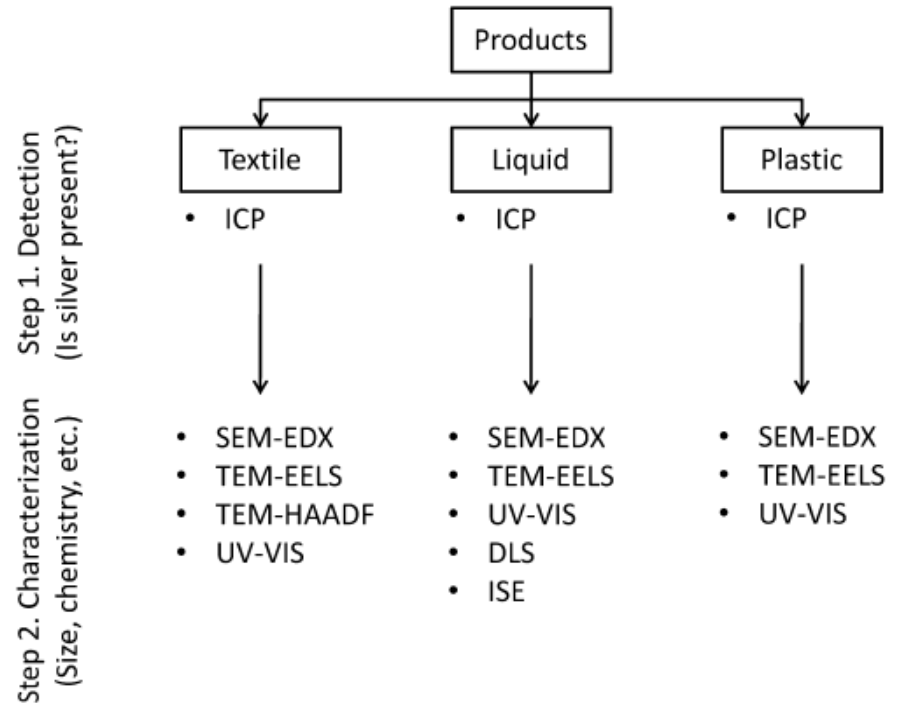 Products
Step 1. Detection
(Is silver present?)
Textile
• ICP
Liquid
• ICP
Plastic
• ICP
Step 2. Characterization
(Size, chemistry, etc.)
• SEM-EDX
• TEM-EELS
• TEM-HAADF
• UV-VIS
• SEM-EDX
• TEM-EELS
• UV-VIS
• DLS
• ISE
• SEM-EDX
• TEM-EELS
• UV-VIS